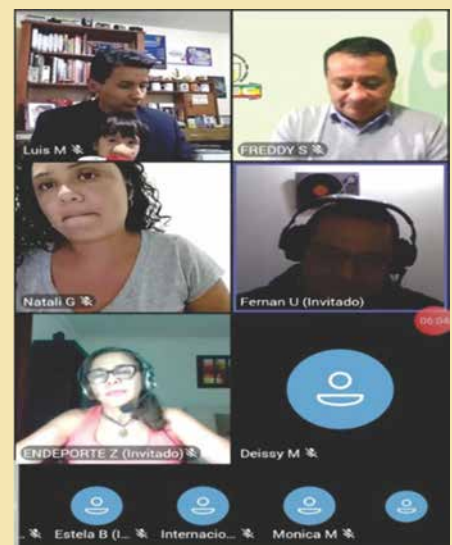 Luis M
FREDDY S
Natali G
Fernan U (Invitado)
06:04
ENDEPORTE Z (Invitado)
Deissy M
Estela B (I...
Internacio...
Monica M